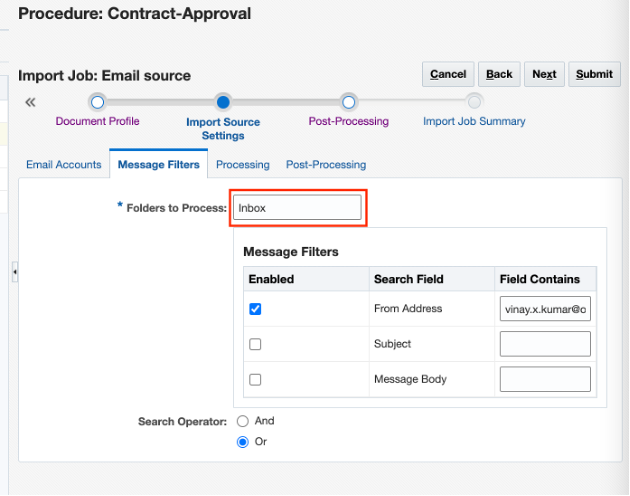 Procedure: Contract-Approval
Import Job: Email source
Cancel Back Next Submit
Document Profile
Import Source
Settings
Post-Processing
Import Job Summary
Email Accounts Message Filters Processing Post-Processing
* Folders to Process: Inbox
Message Filters
Enabled Search Field Field Contains
From Address vinay.x.kumar@o
Subject
Message Body
Search Operator: And
Or